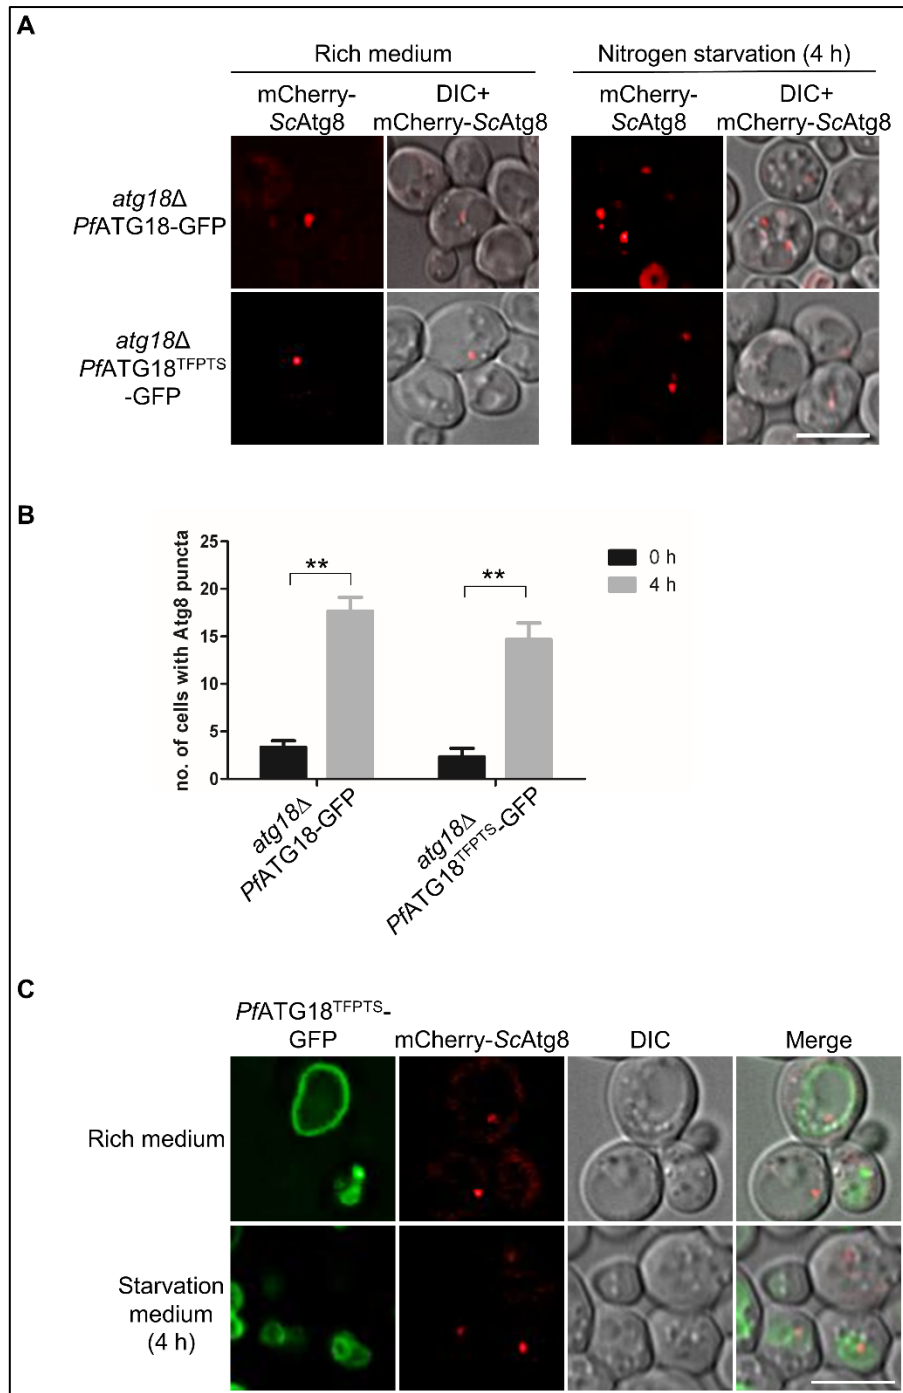 A
Rich medium
Nitrogen starvation (4 h)
mCherry-
ScAtg8
DIC+
mCherry-ScAtg8
mCherry-
ScAtg8
DIC+
mCherry-ScAtg8
atg18Δ
PfATG18-GFP
atg18Δ
PfATG18TFPTS
-GFP
B
no. of cells with Atg8 puncta
25
20
15
10
5
0
**
**
0 h
4 h
atg18Δ
PfATG18-GFP
atg18Δ
PfATG18TFPTS-GFP
C
PfATG18TFPTS-
GFP
mCherry-ScAtg8
DIC
Merge
Rich medium
Starvation
medium
(4 h)